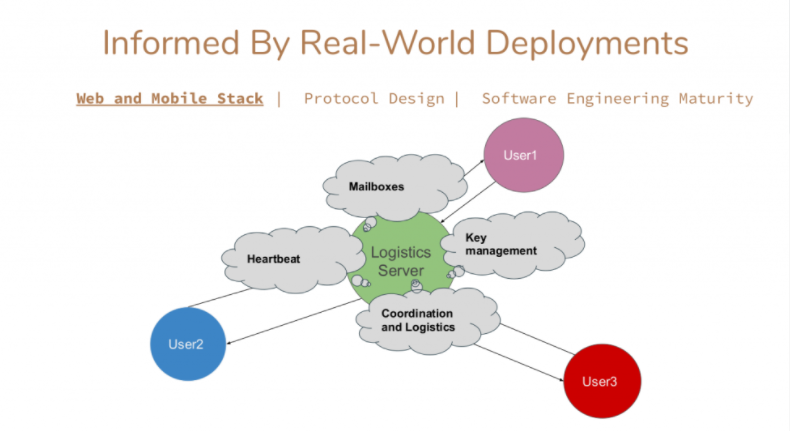 Informed By Real-World Deployments
Web and Mobile Stack | Protocol Design | Software Engineering Maturity
User1
Mailboxes
Key
management
Logistics
Server
Heartbeat
Coordination
and Logistics
User2
User3